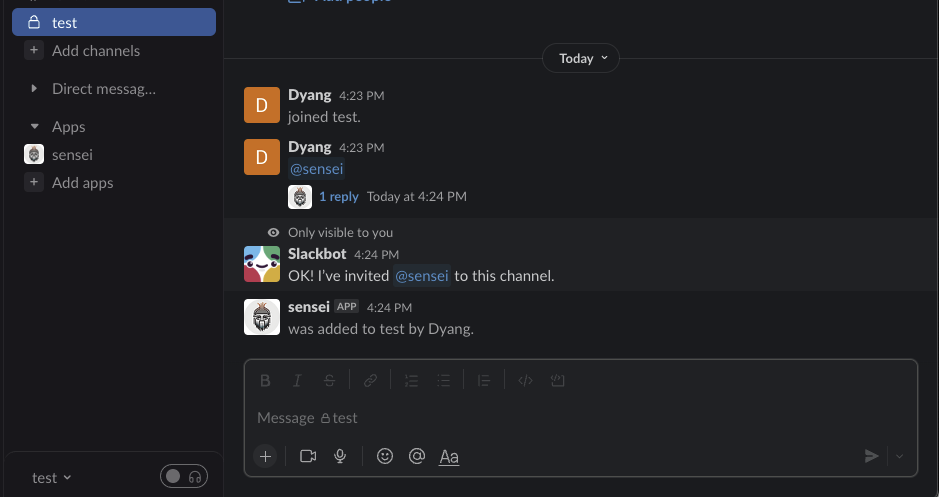 test
Add channels
Direct messag...
Apps
sensei
Add apps
test
Today
Dyang 4:23 PM
joined test.
Dyang 4:23 PM
@sensei
1 reply Today at 4:24 PM
Only visible to you
Slackbot 4:24 PM
OK! I've invited @sensei to this channel.
sensei APP 4:24 PM
was added to test by Dyang.
B I S
Message test
Aa